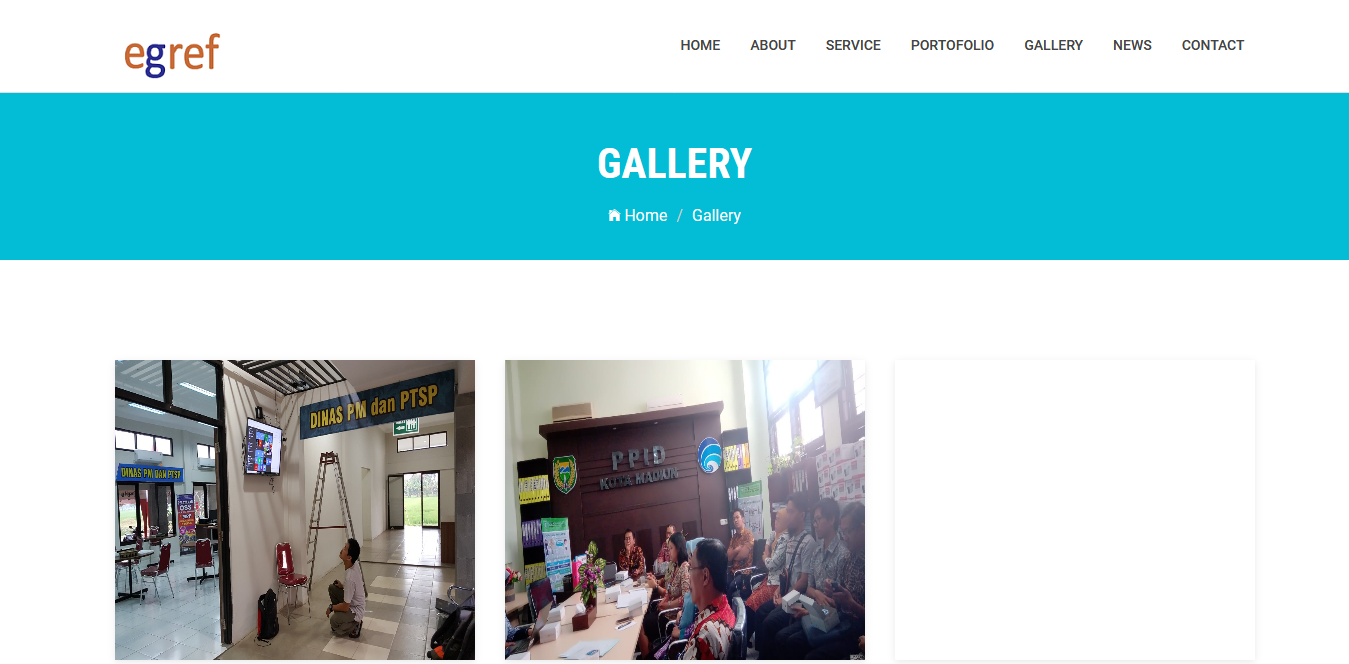 egref
HOME ABOUT SERVICE PORTOFOLIO GALLERY NEWS CONTACT
GALLERY
Home / Gallery
DINAS PM dan PTSP
DINAS PM DAN PTSP
OSS
PPID
KOTA MADIUN